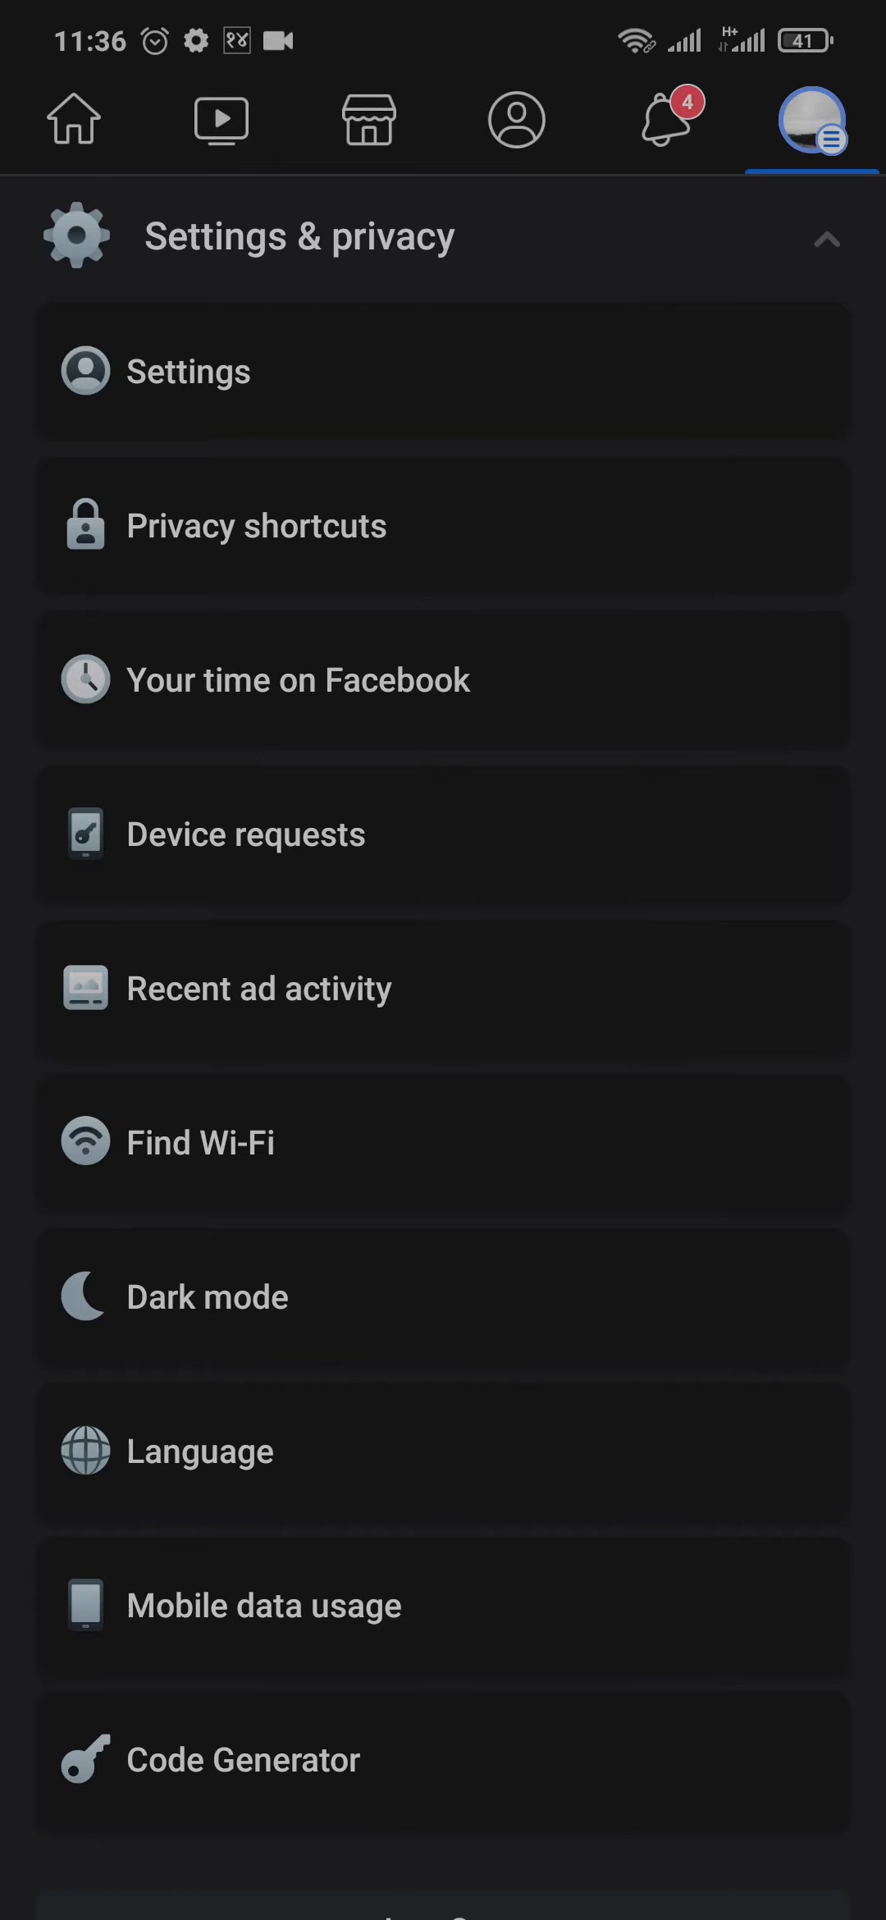 11:36 १४ H+ 41
4
Settings & privacy
Settings
Privacy shortcuts
Your time on Facebook
Device requests
Recent ad activity
Find Wi-Fi
Dark mode
Language
Mobile data usage
Code Generator